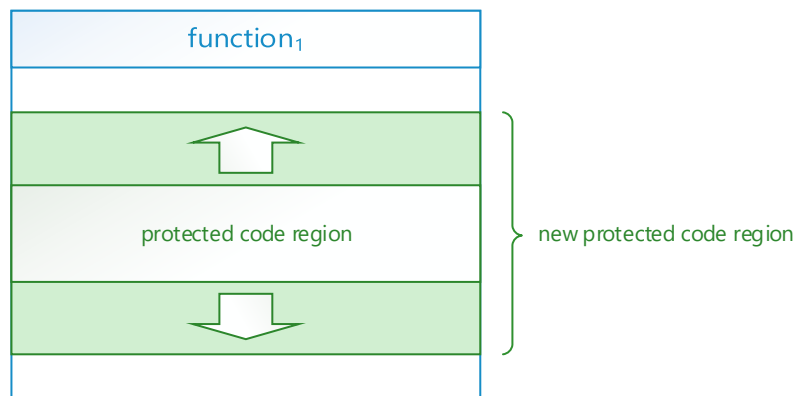 function₁
protected code region
new protected code region